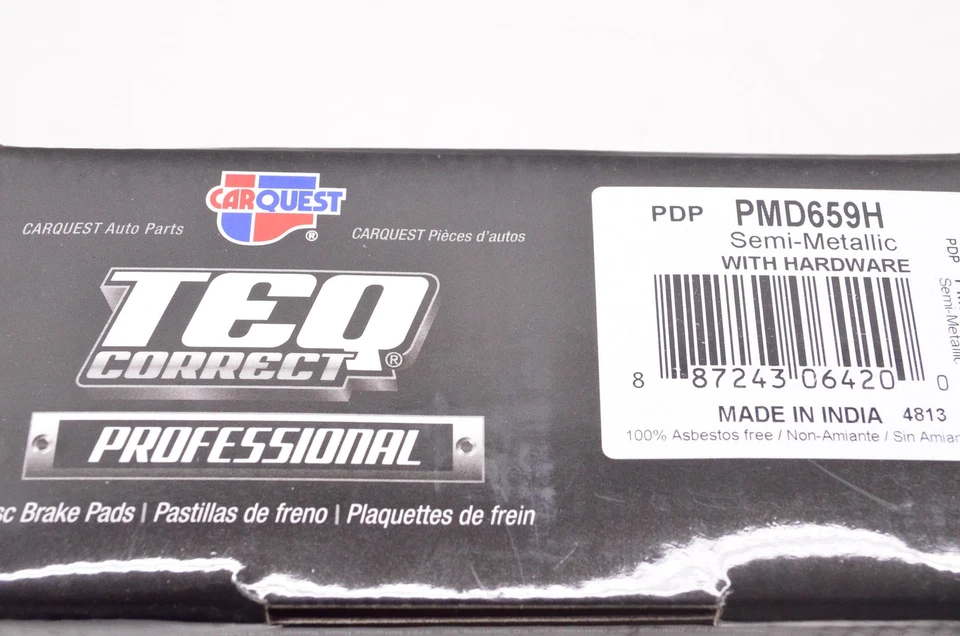 CARQUEST
®
CARQUEST Auto Parts
CARQUEST Pièces d'autos
TEQ
CORRECT®
PROFESSIONAL
Brake Pads | Pastillas de freno | Plaquettes de frein
PDP PMD659H
Semi-Metallic
WITH HARDWARE
8 87243 06420 0
MADE IN INDIA 4813
100% Asbestos free / Non-Amiante / Sin
PDP
Semi-Metallic